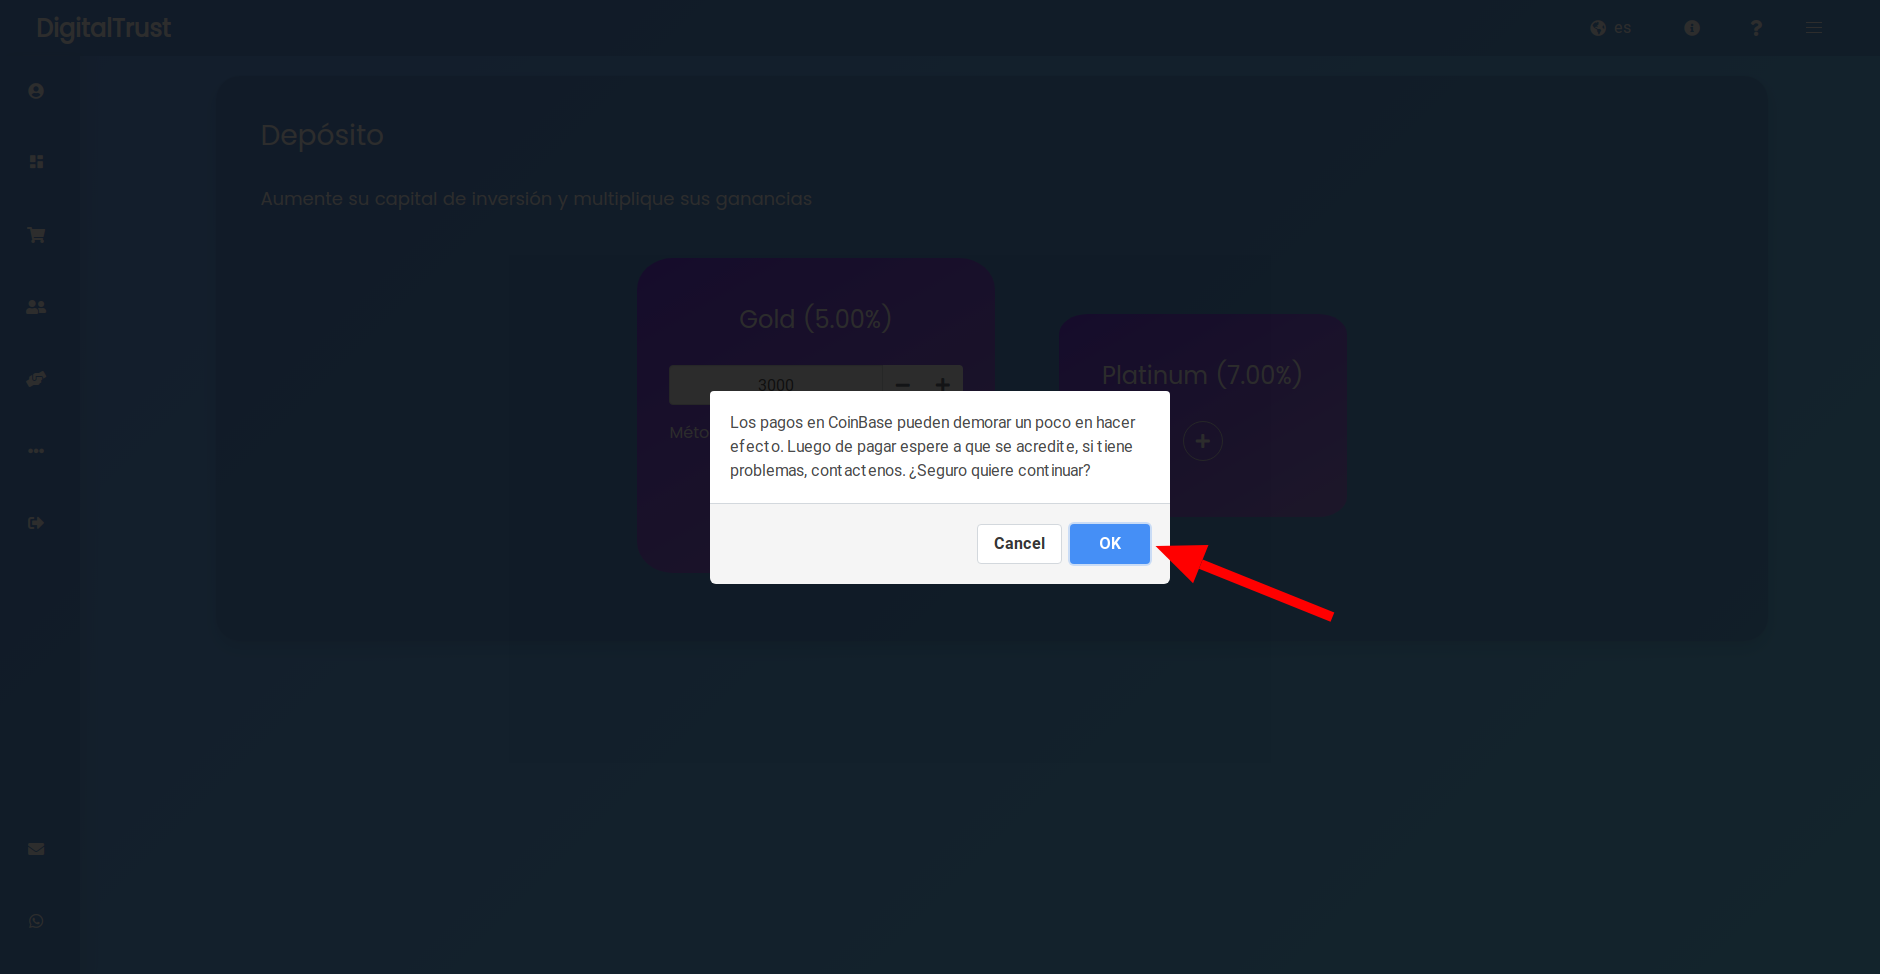 DigitalTrust
es
Depósito
Aumente su capital de inversión y multiplique sus ganancias
Gold (5.00%)
3000
Platinum (7.00%)
Los pagos en CoinBase pueden demorar un poco en hacer
efecto. Luego de pagar espere a que se acredite, si tiene
problemas, contactenos. ¿Seguro quiere continuar?
Cancel
OK